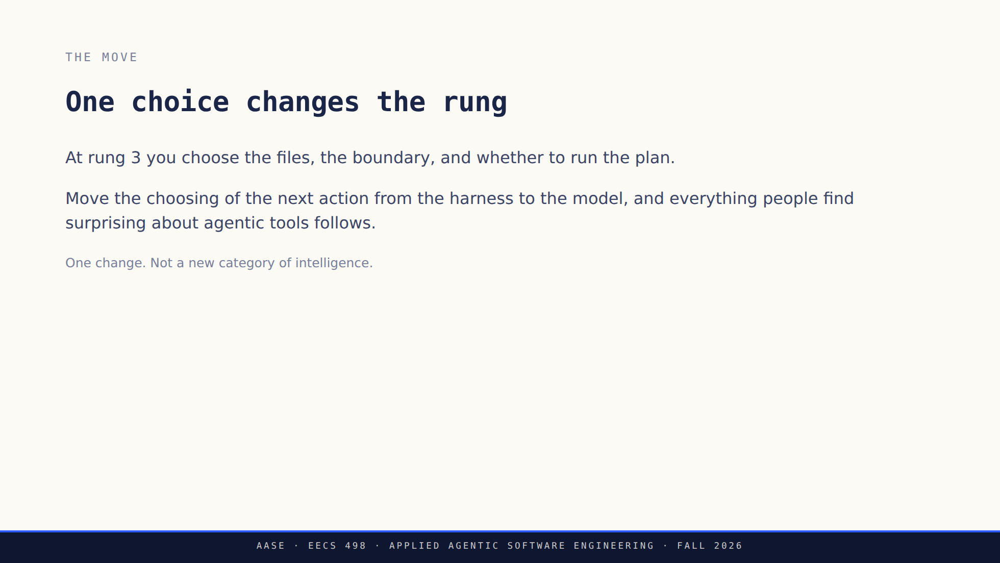 THE MOVE
One choice changes the rung
At rung 3 you choose the files, the boundary, and whether to run the plan.
Move the choosing of the next action from the harness to the model, and everything people find
surprising about agentic tools follows.
One change. Not a new category of intelligence.
AASE · EECS 498 · APPLIED AGENTIC SOFTWARE ENGINEERING · FALL 2026